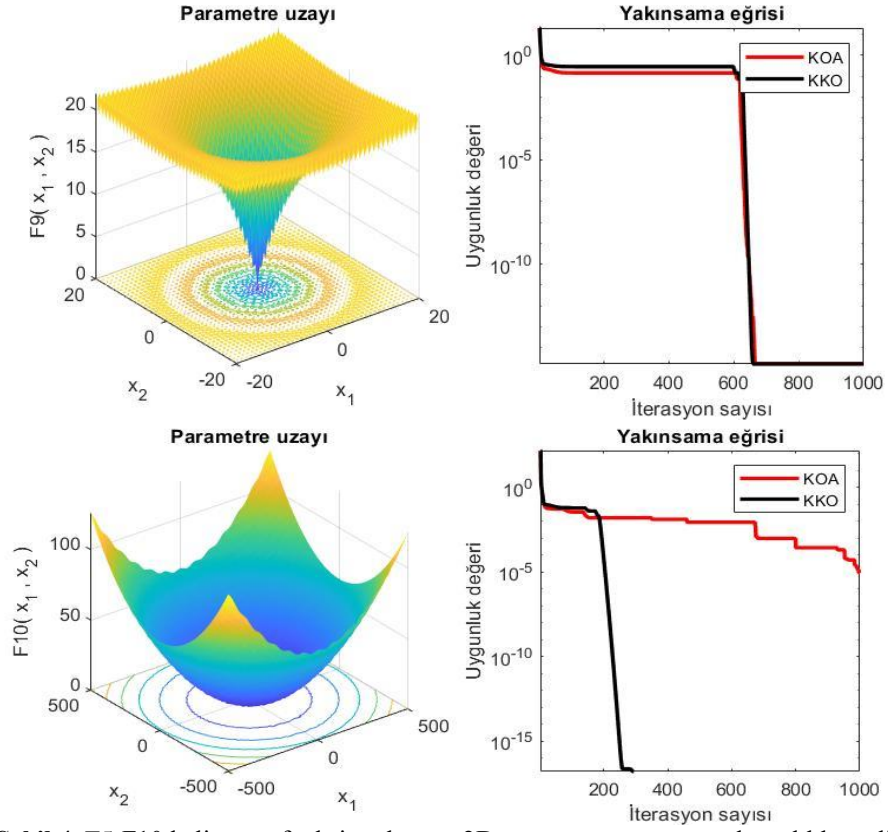 Parametre uzayı
F9( x1 , x2 )
20
15
10
5
0
20
0
-20
x2
-20
0
20
x1
Yakınsama eğrisi
KOA
KKO
Uygunluk değeri
10^0
10^-5
10^-10
200 400 600 800 1000
İterasyon sayısı
Parametre uzayı
F10( x1 , x2 )
100
50
0
500
0
-500
x2
-500
0
500
x1
Yakınsama eğrisi
KOA
KKO
Uygunluk değeri
10^0
10^-5
10^-10
10^-15
200 400 600 800 1000
İterasyon sayısı